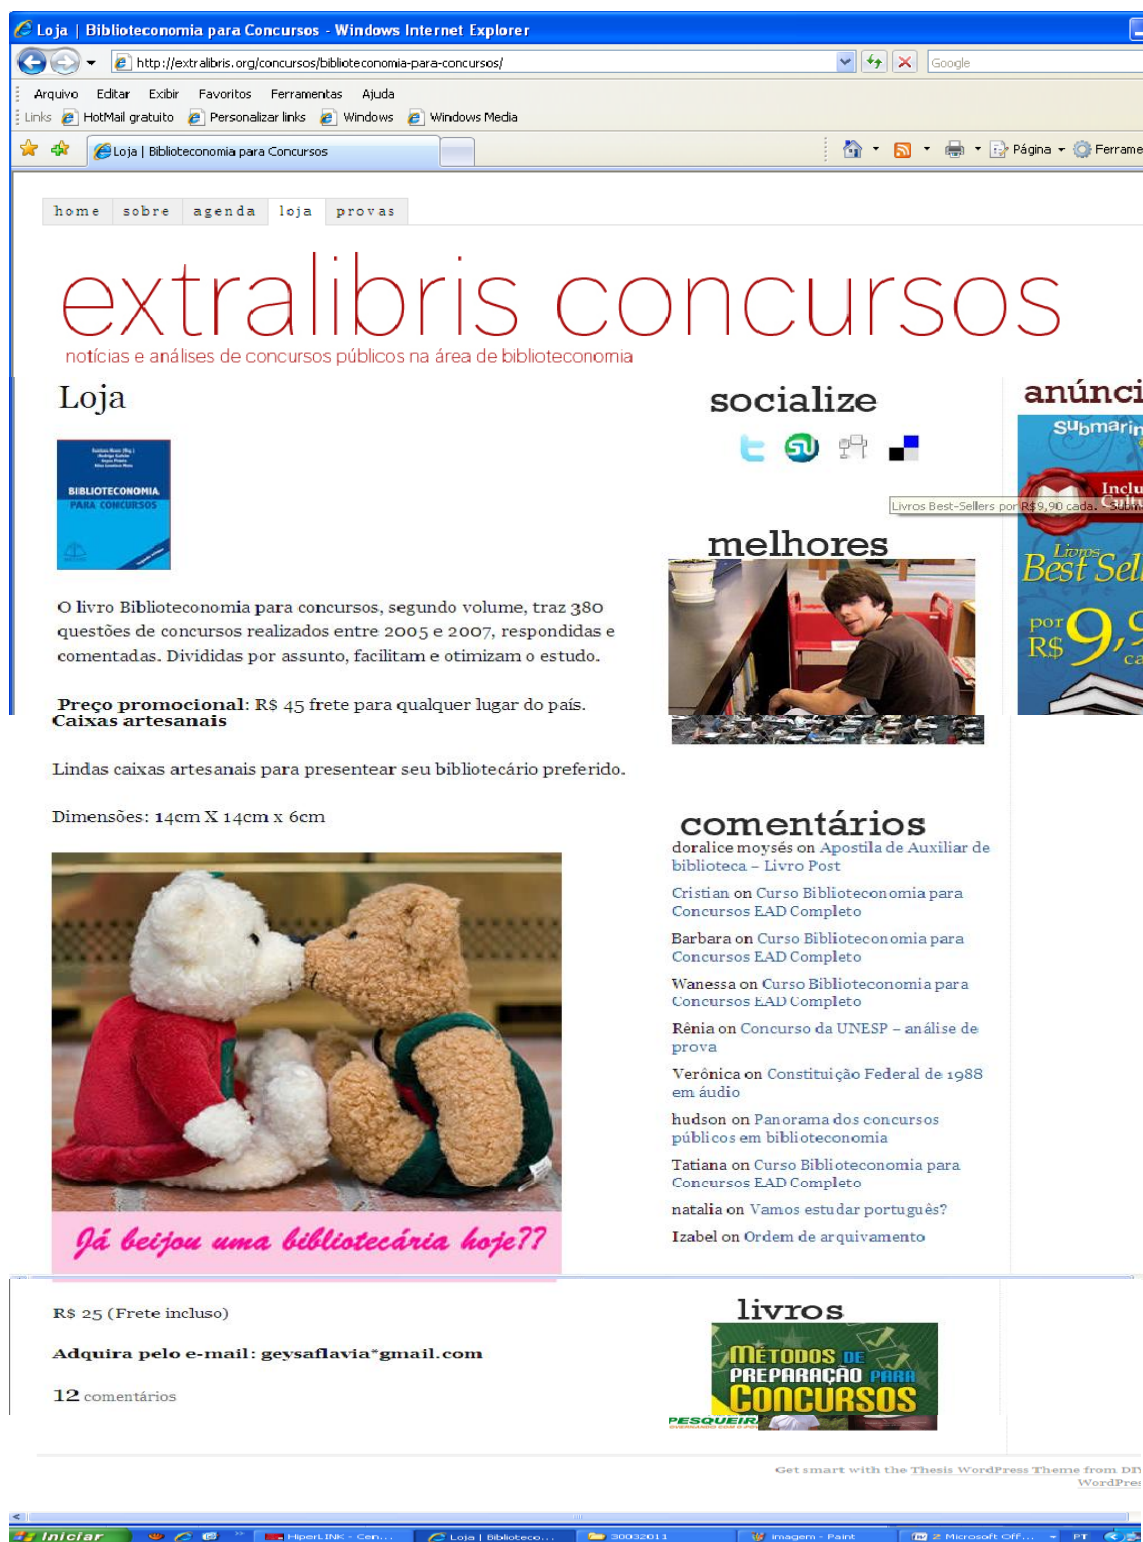 Loja | Biblioteconomia para Concursos - Windows Internet Explorer
http://extralibris.org/concursos/biblioteconomia-para-concursos/
Google
Arquivo Editar Exibir Favoritos Ferramentas Ajuda
Links HotMail gratuito Personalizar links Windows Windows Media
Loja | Biblioteconomia para Concursos
Página Ferrame
home sobre agenda loja provas
extralibris concursos
notícias e análises de concursos públicos na área de biblioteconomia
Loja
BIBLIOTECONOMIA
PARA CONCURSOS
O livro Biblioteconomia para concursos, segundo volume, traz 380
questões de concursos realizados entre 2005 e 2007, respondidas e
comentadas. Divididas por assunto, facilitam e otimizam o estudo.
Preço promocional: R$ 45 frete para qualquer lugar do país.
Caixas artesanais
Lindas caixas artesanais para presentear seu bibliotecário preferido.
Dimensões: 14cm X 14cm x 6cm
Já beijou uma bibliotecária hoje??
R$ 25 (Frete incluso)
Adquira pelo e-mail: geysaflavia*gmail.com
12 comentários
socialize
melhores
comentários
doralice moysés on Apostila de Auxiliar de
biblioteca – Livro Post
Cristian on Curso Biblioteconomia para
Concursos EAD Completo
Barbara on Curso Biblioteconomia para
Concursos EAD Completo
Wanessa on Curso Biblioteconomia para
Concursos EAD Completo
Rênia on Concurso da UNESP – análise de
prova
Verônica on Constituição Federal de 1988
em áudio
hudson on Panorama dos concursos
públicos em biblioteconomia
Tatiana on Curso Biblioteconomia para
Concursos EAD Completo
natalia on Vamos estudar português?
Izabel on Ordem de arquivamento
livros
MÉTODOS DE
PREPARAÇÃO PARA
CONCURSOS
PESQUEIR
anúnci
Submarin
Inclu
Cultu
Livros Best-Sellers por R$9,90 cada. - Subm
Livros
Best Sell
por
R$ 9,9
ca
Get smart with the Thesis WordPress Theme from DIY
WordPres
Iniciar HiperLINK - Cen... Loja | Biblioteco... 30032011 imagem - Paint 2 Microsoft Off... PT